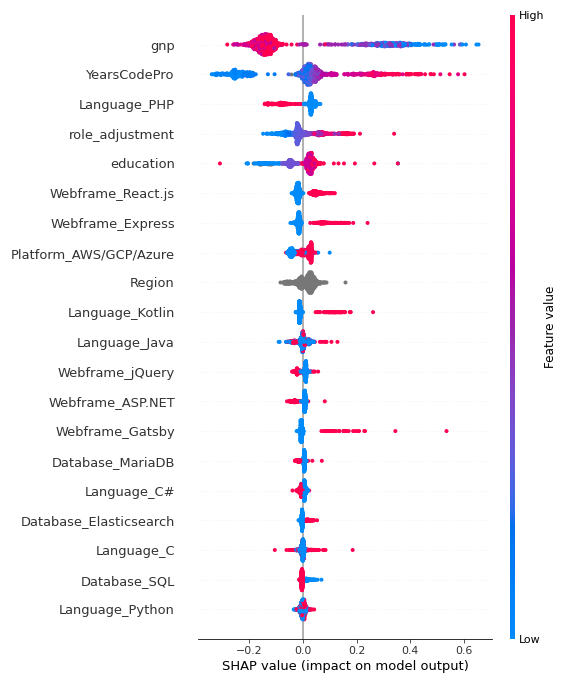 High
gnp
YearsCodePro
Language_PHP
role_adjustment
education
Webframe_React.js
Webframe_Express
Platform_AWS/GCP/Azure
Region
Language_Kotlin
Language_Java
Webframe_jQuery
Webframe_ASP.NET
Webframe_Gatsby
Database_MariaDB
Language_C#
Database_Elasticsearch
Language_C
Database_SQL
Language_Python
Feature value
Low
−0.2 0.0 0.2 0.4 0.6
SHAP value (impact on model output)